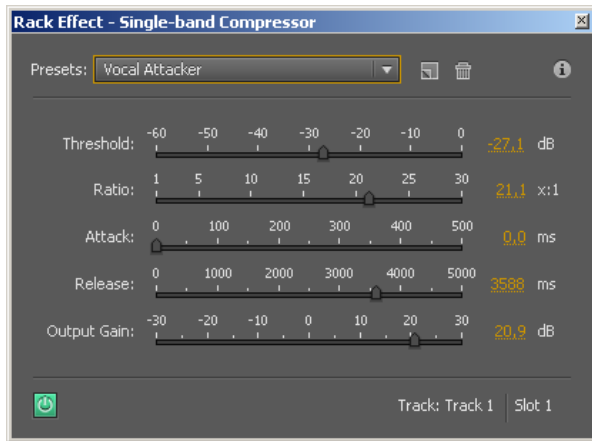 Rack Effect - Single-band Compressor
Presets: Vocal Attacker
-60 -50 -40 -30 -20 -10 0
Threshold: -27,1 dB
1 5 10 15 20 25 30
Ratio: 21,1 x:1
0 100 200 300 400 500
Attack: 0,0 ms
0 1000 2000 3000 4000 5000
Release: 3588 ms
-30 -20 -10 0 10 20 30
Output Gain: 20,9 dB
Track: Track 1 Slot 1